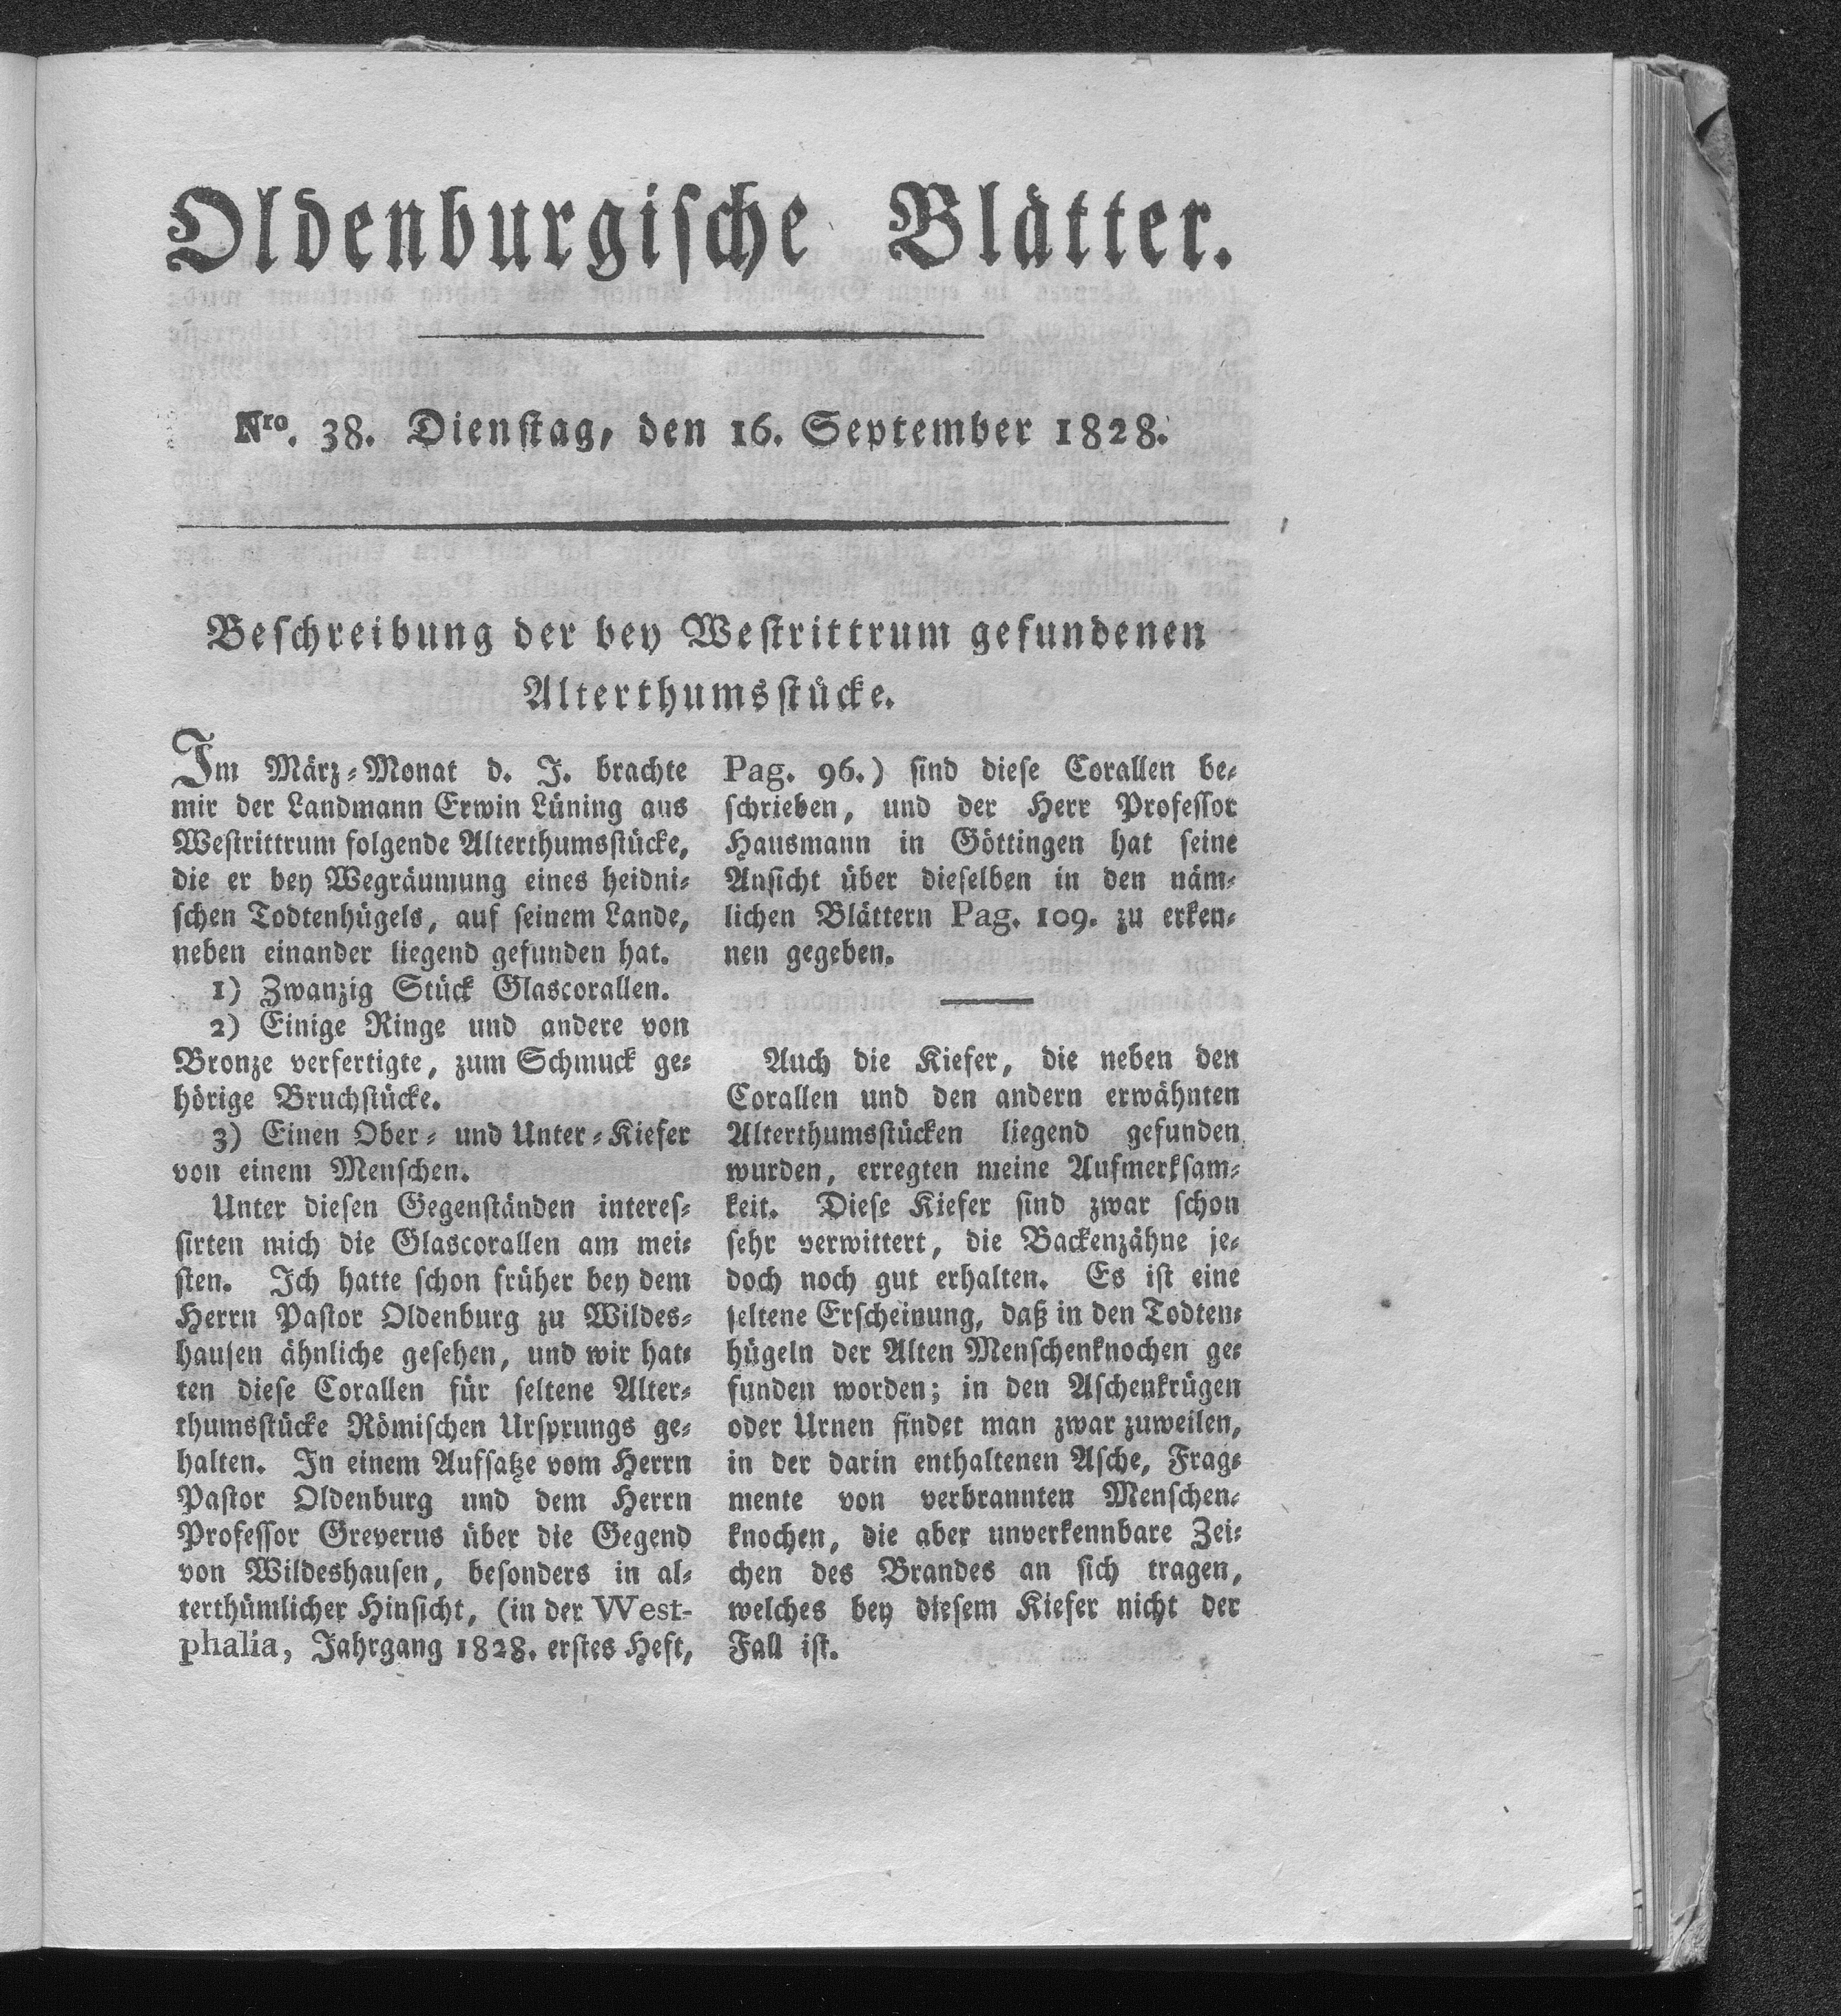 Oldenburgische Blätter.
Nro. 38. Dienstag, den 16. September 1828.
Beschreibung der bey Westrittrum gefundenen
Alterthumsstücke.
Im März-Monat d. J. brachte
mir der Landmann Erwin Lüning aus
Westrittrum folgende Alterthumsstücke,
die er bey Wegräumung eines heidni-
schen Todtenhügels, auf seinem Lande,
neben einander liegend gefunden hat.
1) Zwanzig Stück Glascorallen.
2) Einige Ringe und andere von
Bronze verfertigte, zum Schmuck ge-
hörige Bruchstücke.
3) Einen Ober- und Unter-Kiefer
von einem Menschen.
Unter diesen Gegenständen interes-
sirten mich die Glascorallen am mei-
sten. Ich hatte schon früher bey dem
Herrn Pastor Oldenburg zu Wildes-
hausen ähnliche gesehen, und wir hat-
ten diese Corallen für seltene Alter-
thumsstücke Römischen Ursprungs ge-
halten. In einem Aufsatze vom Herrn
Pastor Oldenburg und dem Herrn
Professor Greverus über die Gegend
von Wildeshausen, besonders in al-
terthümlicher Hinsicht, (in der West-
phalia, Jahrgang 1828. erstes Heft,
Pag. 96.) sind diese Corallen be-
schrieben, und der Herr Professor
Hausmann in Göttingen hat seine
Ansicht über dieselben in den näm-
lichen Blättern Pag. 109. zu erken-
nen gegeben.
Auch die Kiefer, die neben den
Corallen und den andern erwähnten
Alterthumsstücken liegend gefunden
wurden, erregten meine Aufmerksam-
keit. Diese Kiefer sind zwar schon
sehr verwittert, die Backenzähne je-
doch noch gut erhalten. Es ist eine
seltene Erscheinung, daß in den Todten-
hügeln der Alten Menschenknochen ge-
funden worden; in den Aschenkrügen
oder Urnen findet man zwar zuweilen,
in der darin enthaltenen Asche, Frag-
mente von verbrannten Menschen-
knochen, die aber unverkennbare Zei-
chen des Brandes an sich tragen,
welches bey diesem Kiefer nicht der
Fall ist.